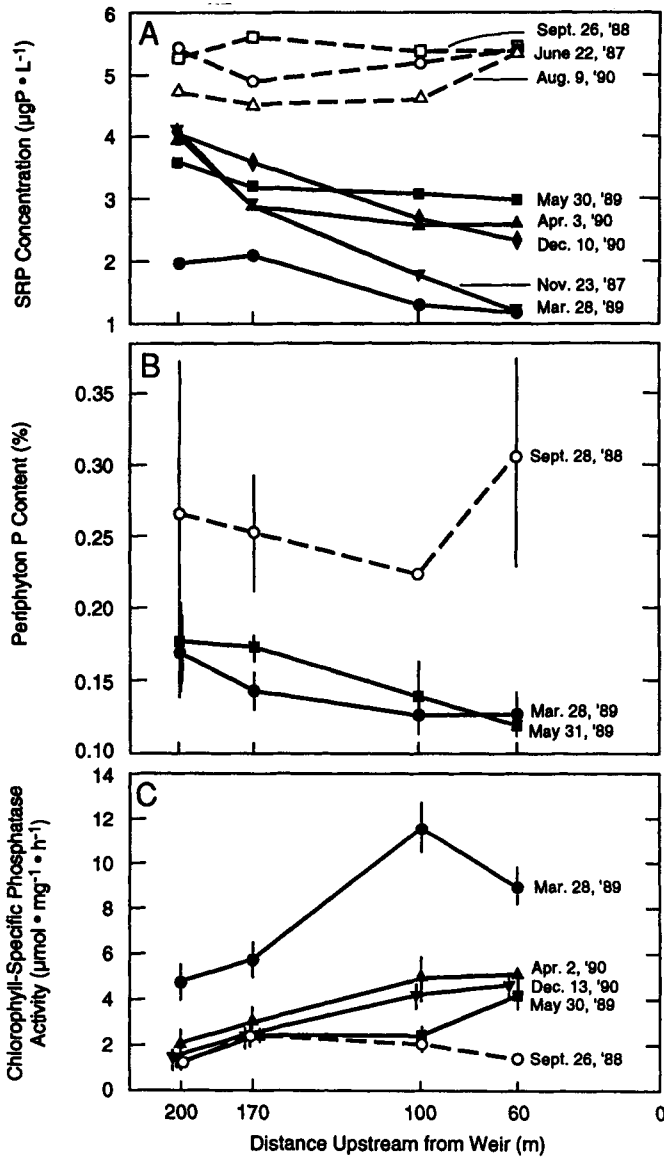 A
SRP Concentration (µgP • L⁻¹)
6
5
4
3
2
1
Sept. 26, '88
June 22, '87
Aug. 9, '90
May 30, '89
Apr. 3, '90
Dec. 10, '90
Nov. 23, '87
Mar. 28, '89
B
Periphyton P Content (%)
0.35
0.30
0.25
0.20
0.15
0.10
Sept. 28, '88
Mar. 28, '89
May 31, '89
C
Chlorophyll-Specific Phosphatase
Activity (µmol • mg⁻¹ • h⁻¹)
14
12
10
8
6
4
2
0
Mar. 28, '89
Apr. 2, '90
Dec. 13, '90
May 30, '89
Sept. 26, '88
200 170 100 60 0
Distance Upstream from Weir (m)